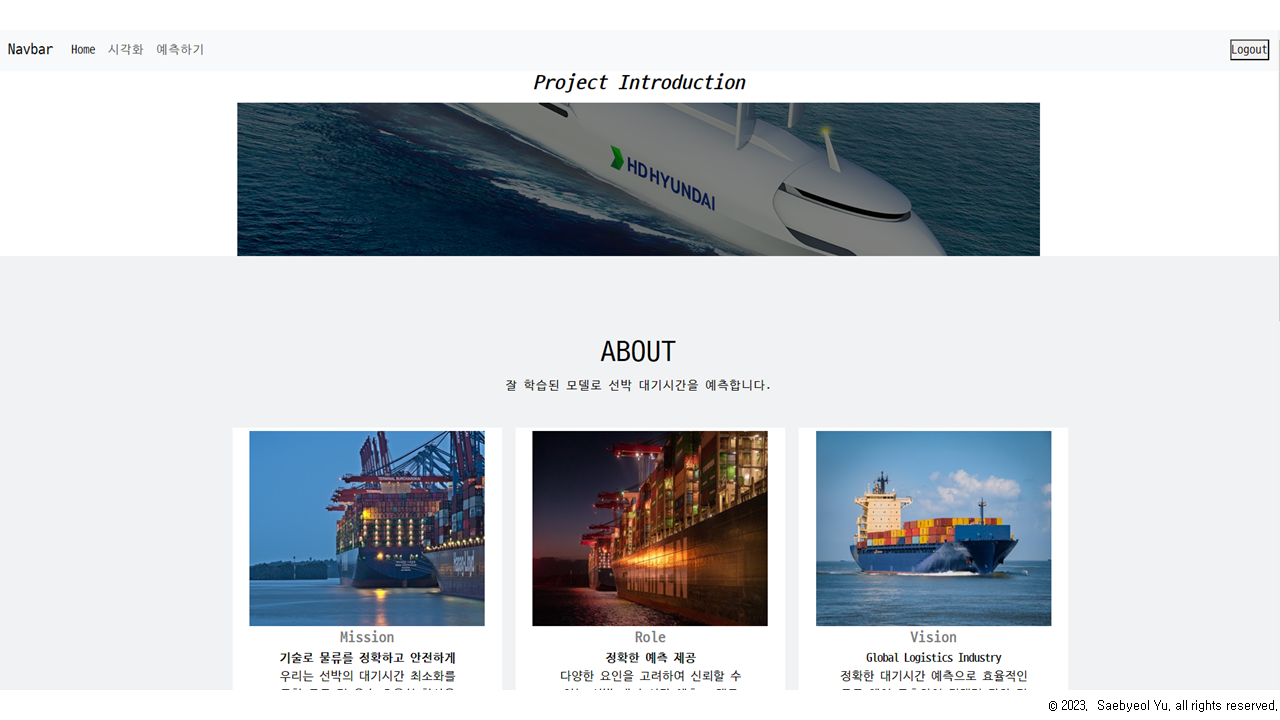 Navbar Home 시각화 예측하기 Logout
Project Introduction
HD HYUNDAI
ABOUT
잘 학습된 모델로 선박 대기시간을 예측합니다.
TERMINAL BURCHARDKAI
Hapag-Lloyd
Mission
기술로 물류를 정확하고 안전하게
우리는 선박의 대기시간 최소화를
Role
정확한 예측 제공
다양한 요인을 고려하여 신뢰할 수
Vision
Global Logistics Industry
정확한 대기시간 예측으로 효율적인
© 2023. Saebyeol Yu. all rights reserved.